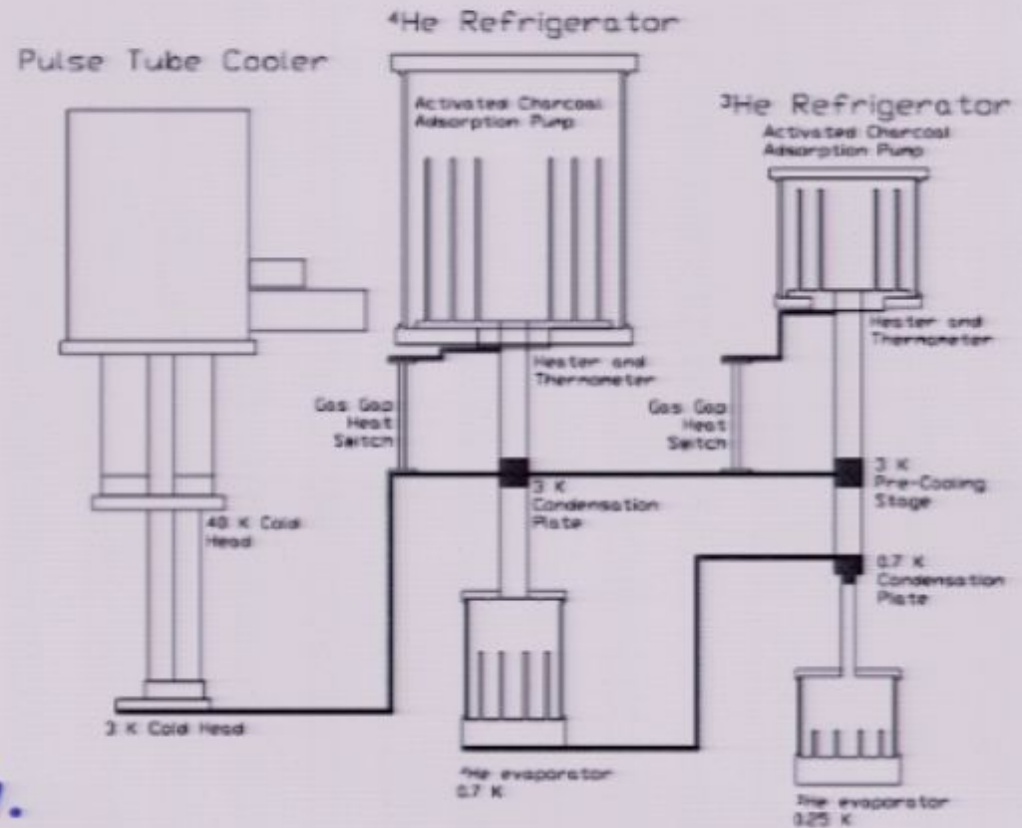 ⁴He Refrigerator
Pulse Tube Cooler
Activated Charcoal
Adsorption Pump
³He Refrigerator
Activated Charcoal
Adsorption Pump
Heater and
Thermometer
Heater and
Thermometer
Gas Gap
Heat
Switch
Gas Gap
Heat
Switch
3 K
Condensation
Plate
3 K
Pre-Cooling
Stage
40 K Cold
Head
0.7 K
Condensation
Plate
3 K Cold Head
⁴He evaporator
0.7 K
³He evaporator
0.25 K